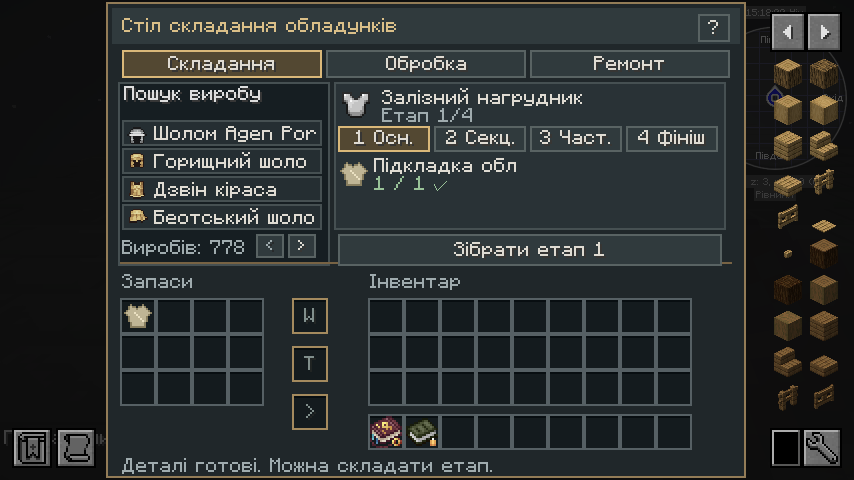 Стіл складання обладунків
?
Складання
Обробка
Ремонт
Пошук виробу
Шолом Agen Por
Горищний шоло
Дзвін кіраса
Беотський шоло
Виробів: 778
<
>
Залізний нагрудник
Етап 1/4
1 Осн.
2 Секц.
3 Част.
4 Фініш
Підкладка обл
1 / 1 ✓
Зібрати етап 1
Запаси
Інвентар
W
T
>
Деталі готові. Можна складати етап.